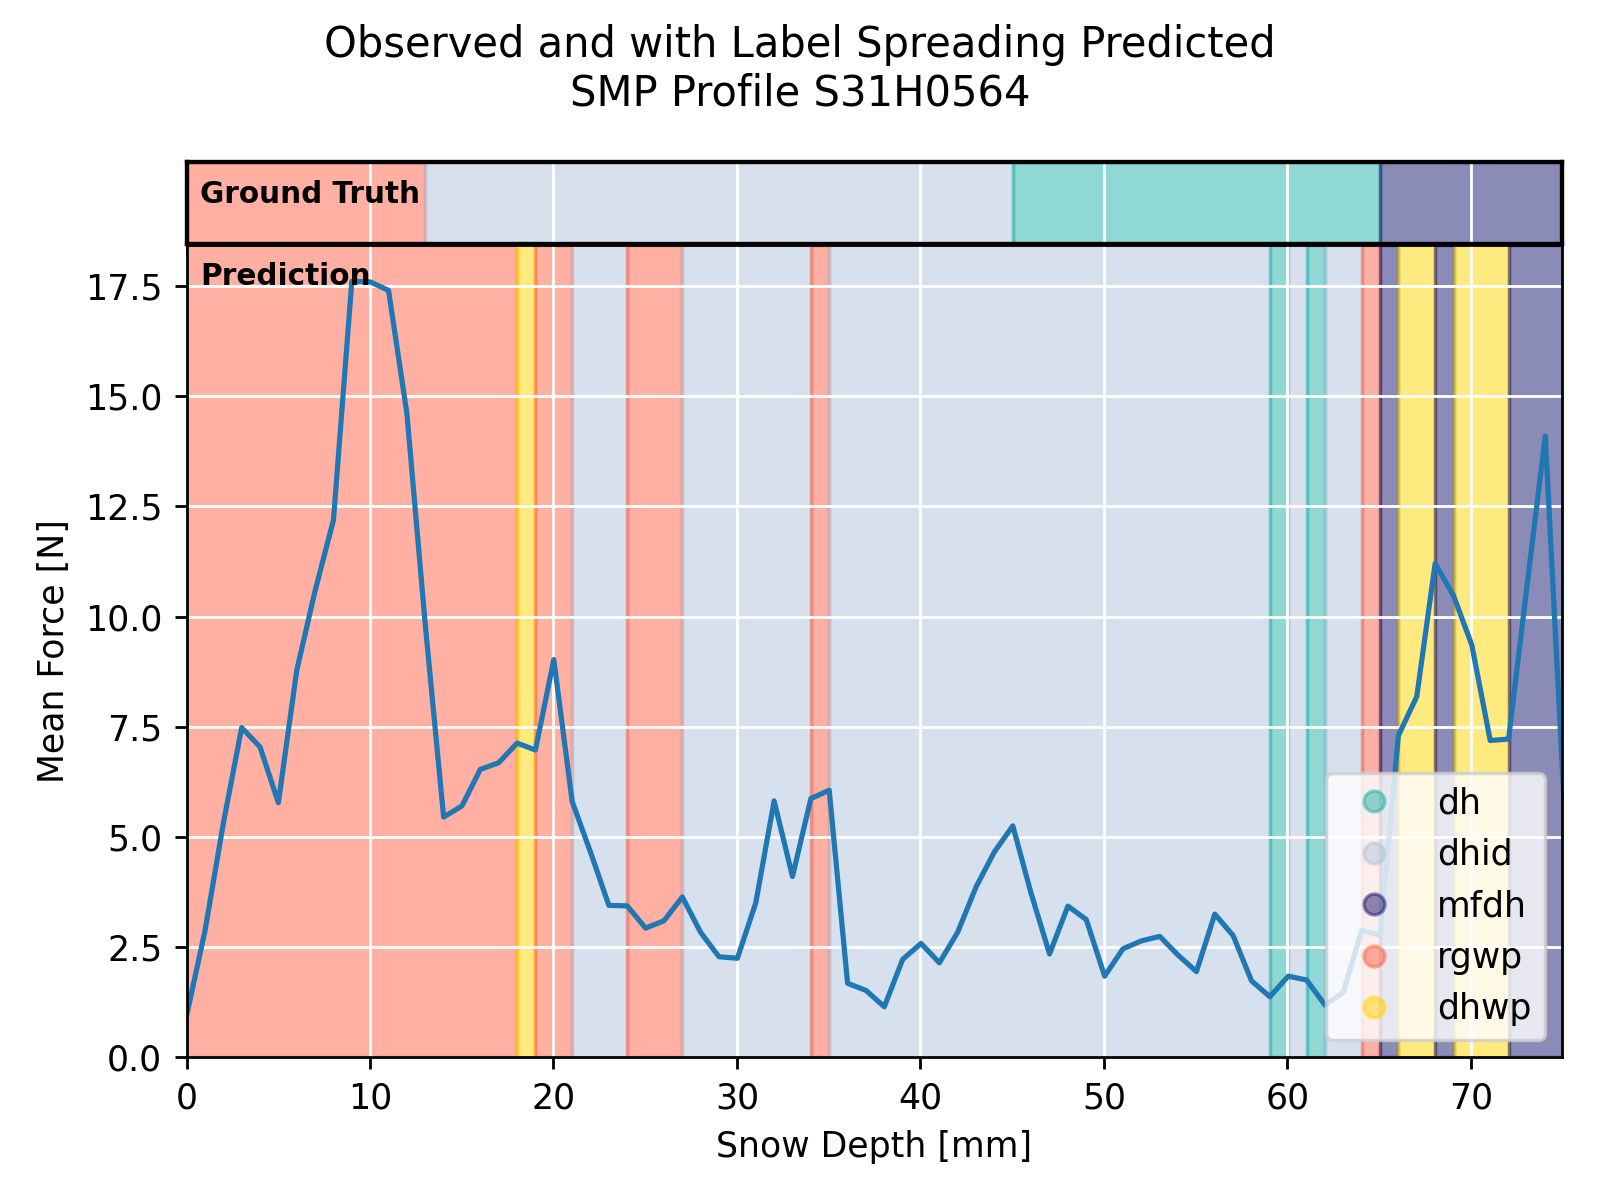 Observed and with Label Spreading Predicted
SMP Profile S31H0564
Ground Truth
Prediction
17.5
15.0
12.5
10.0
7.5
5.0
2.5
0.0
Mean Force [N]
dh
dhid
mfdh
rgwp
dhwp
0 10 20 30 40 50 60 70
Snow Depth [mm]